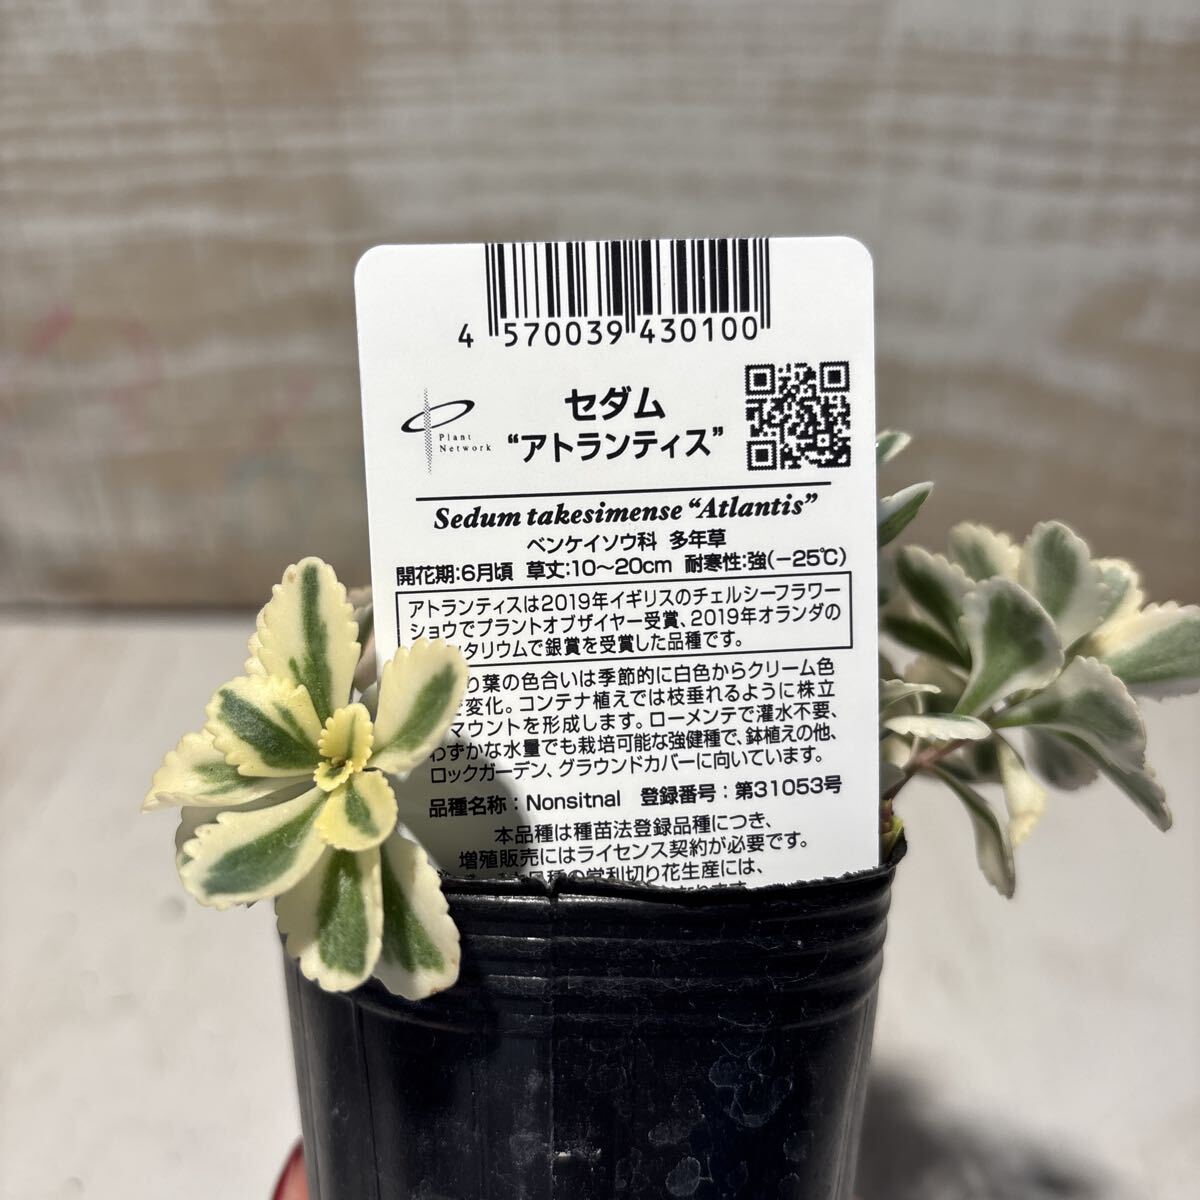 4 570039 430100
Plant
Network
セダム
“アトランティス”
Sedum takesimense “Atlantis”
ベンケイソウ科 多年草
開花期:6月頃 草丈:10〜20cm 耐寒性:強(−25℃)
アトランティスは2019年イギリスのチェルシーフラワー
ショウでプラントオブザイヤー受賞、2019年オランダの
ンタリウムで銀賞を受賞した品種です。
り葉の色合いは季節的に白色からクリーム色
変化。コンテナ植えでは枝垂れるように株立
マウントを形成します。ローメンテで灌水不要、
わずかな水量でも栽培可能な強健種で、鉢植えの他、
ロックガーデン、グラウンドカバーに向いています。
品種名称：Nonsitnal 登録番号：第31053号
本品種は種苗法登録品種につき、
増殖販売にはライセンス契約が必要です。
品種の営利切り花生産には、